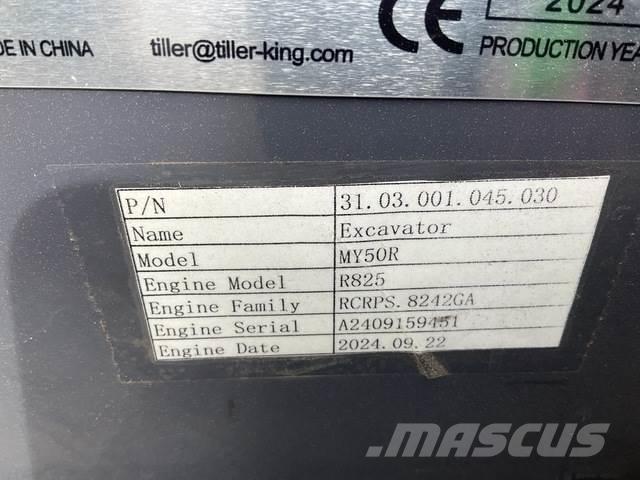 2024
DE IN CHINA tiller@tiller-king.com CE PRODUCTION YEA
P/N 31.03.001.045.030
Name Excavator
Model MY50R
Engine Model R825
Engine Family RCRPS.8242GA
Engine Serial A2409159451
Engine Date 2024.09.22
MASCUS